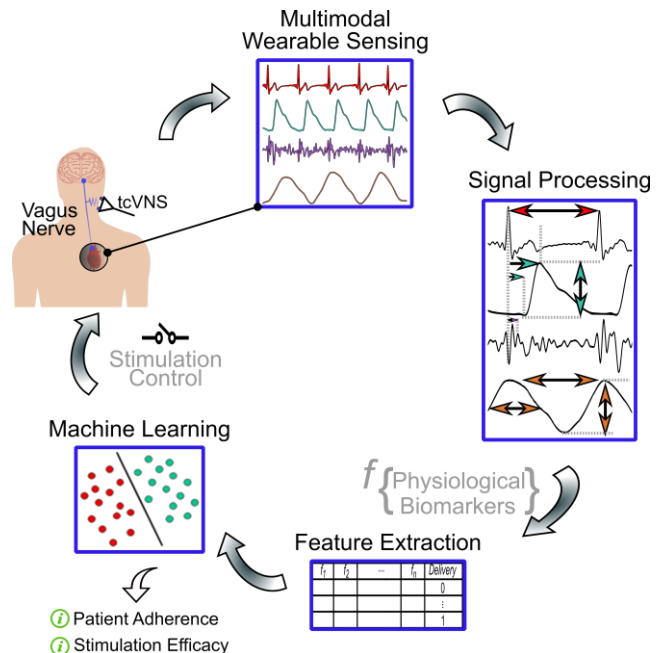 Multimodal
Wearable Sensing
Signal Processing
tcVNS
Vagus
Nerve
Stimulation
Control
Machine Learning
f { Physiological
Biomarkers }
Feature Extraction
f1 f2 ... fn Delivery
0
⋮
1
i Patient Adherence
i Stimulation Efficacy